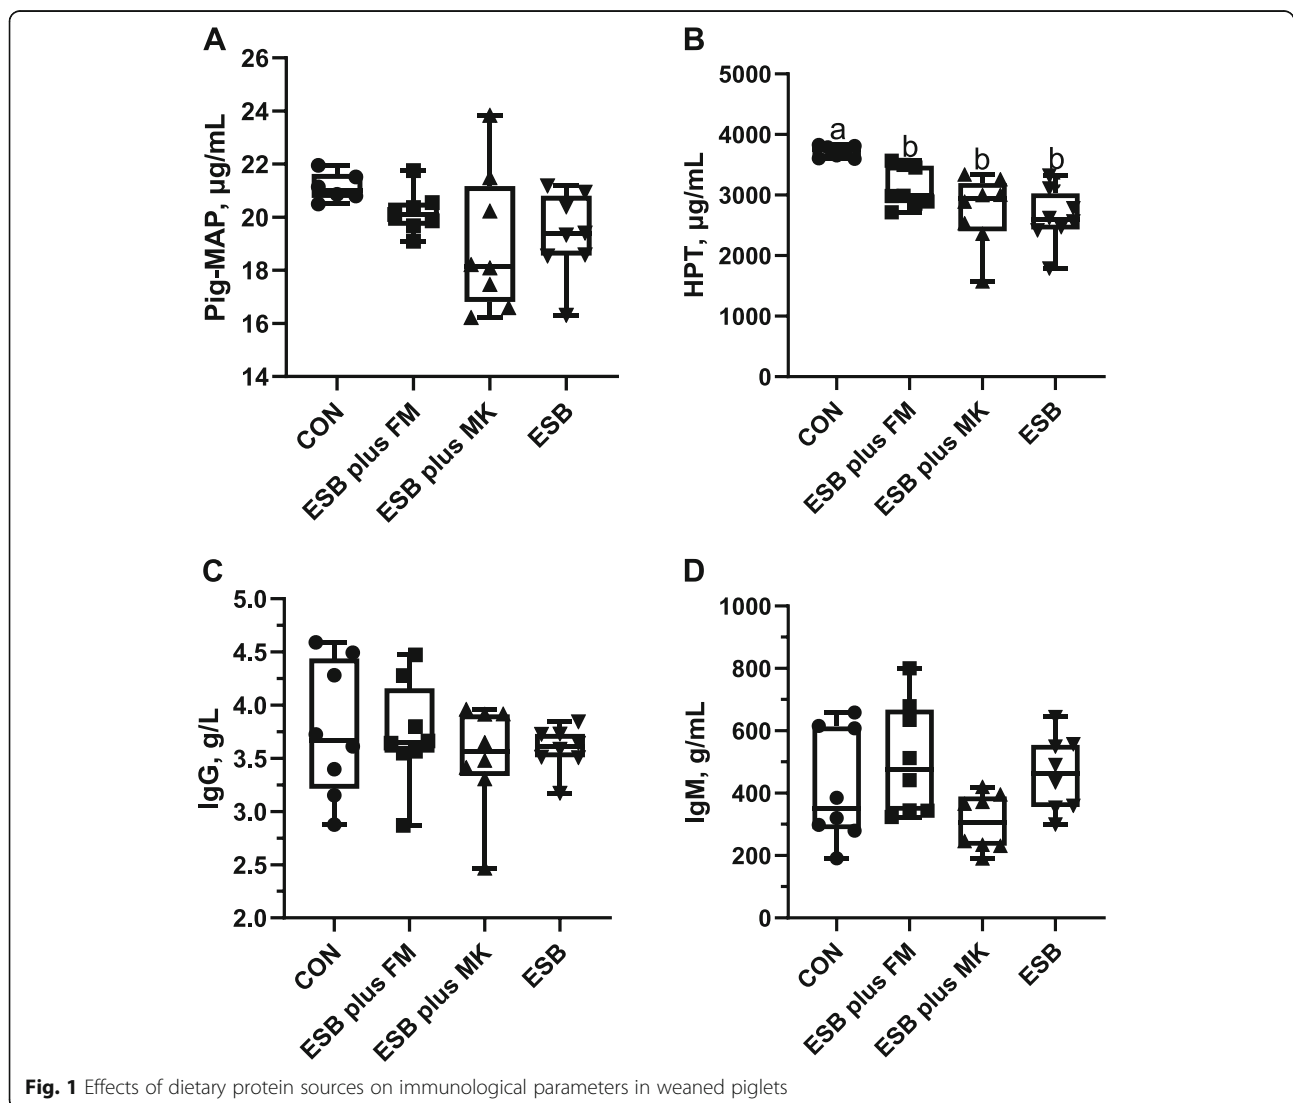 A
Pig-MAP, µg/mL
26
24
22
20
18
16
14
CON
ESB plus FM
ESB plus MK
ESB
B
HPT, µg/mL
5000
4000
3000
2000
1000
0
a
b
b
b
CON
ESB plus FM
ESB plus MK
ESB
C
IgG, g/L
5.0
4.5
4.0
3.5
3.0
2.5
2.0
CON
ESB plus FM
ESB plus MK
ESB
D
IgM, g/mL
1000
800
600
400
200
0
CON
ESB plus FM
ESB plus MK
ESB
Fig. 1 Effects of dietary protein sources on immunological parameters in weaned piglets